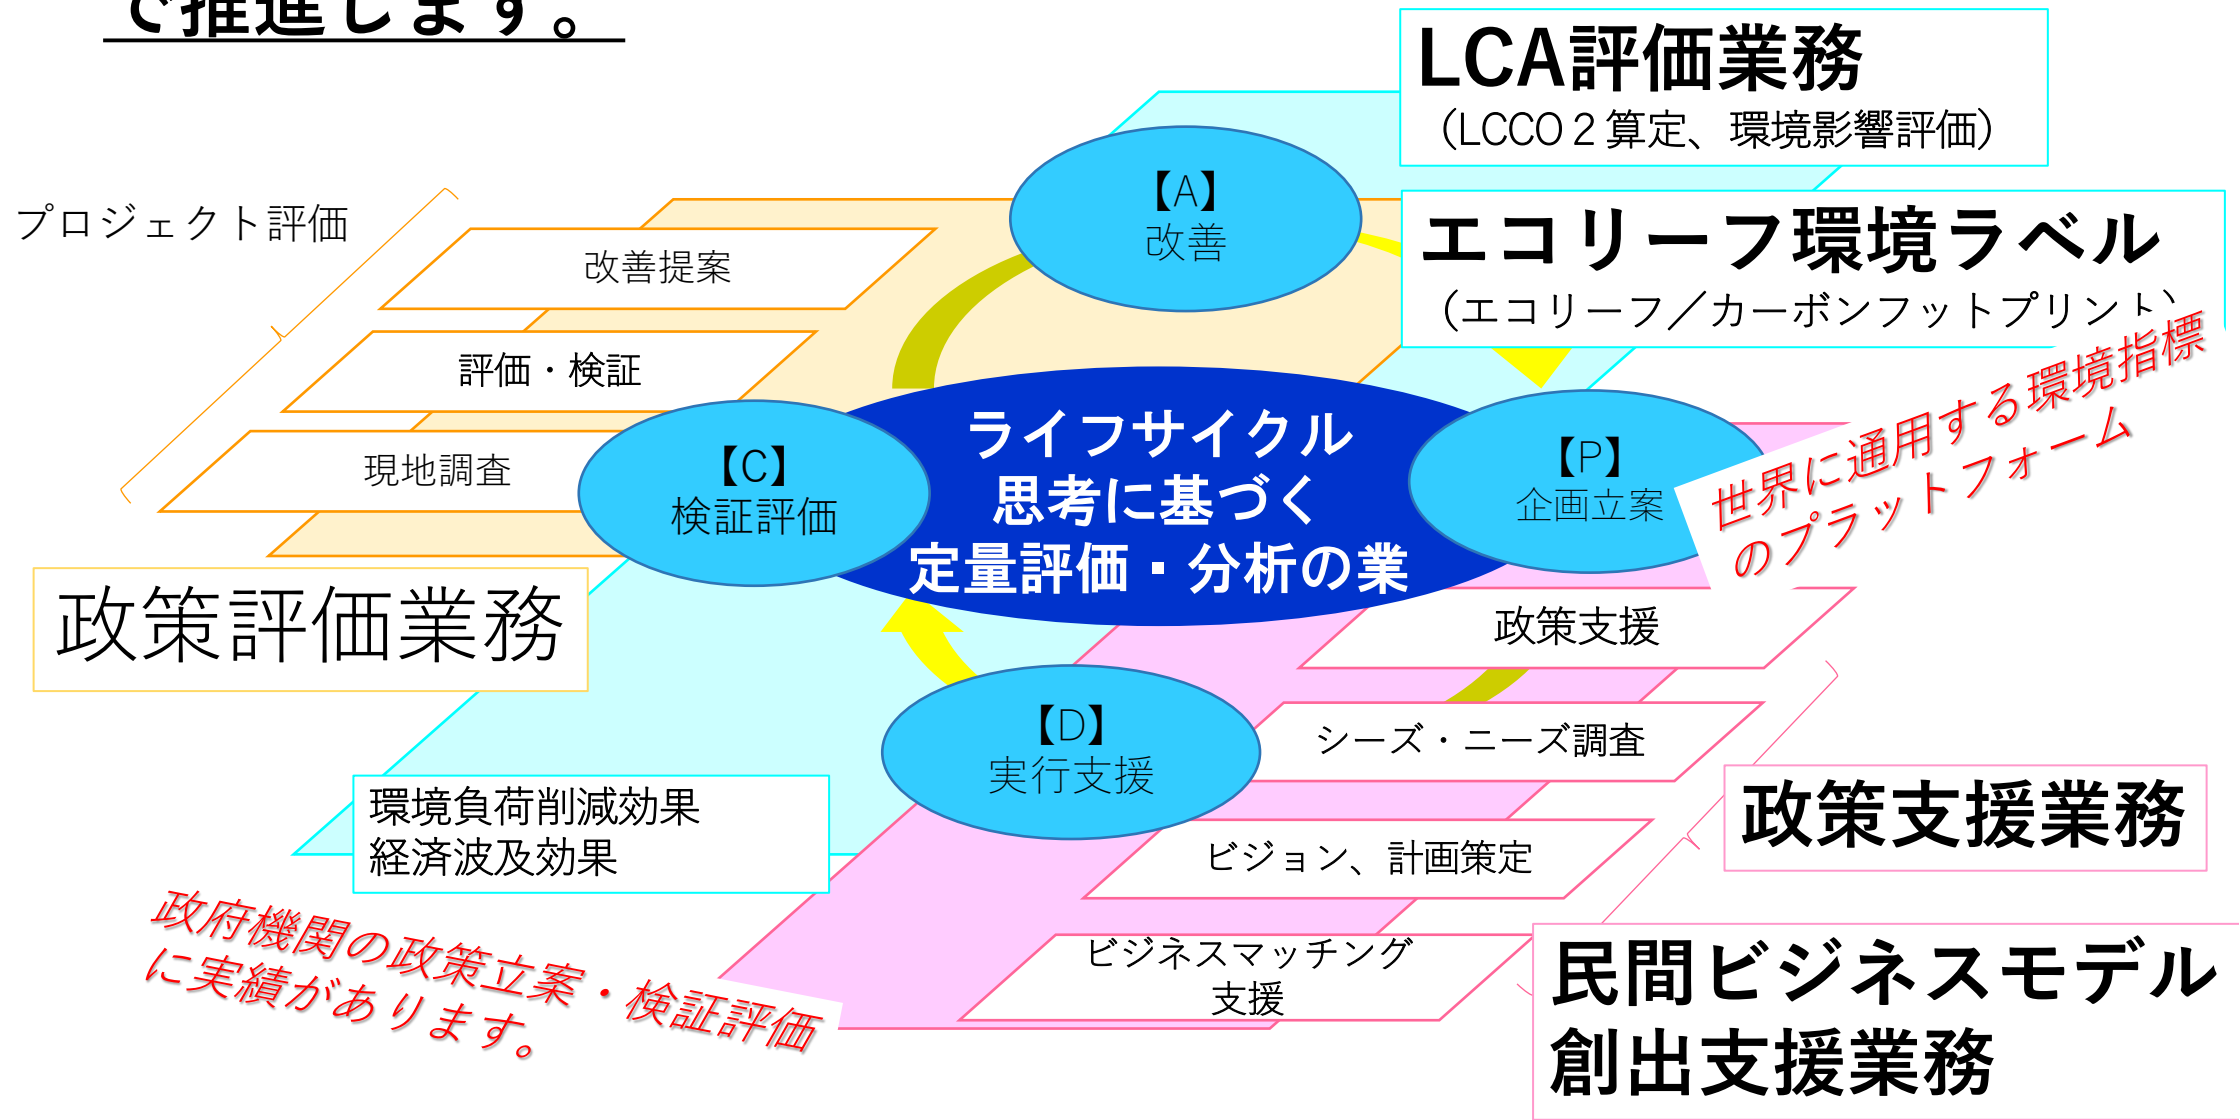 で推進します。
LCA評価業務
（LCCO２算定、環境影響評価）
エコリーフ環境ラベル
（エコリーフ／カーボンフットプリント）
世界に通用する環境指標
のプラットフォーム
プロジェクト評価
改善提案
評価・検証
現地調査
【A】
改善
【C】
検証評価
ライフサイクル
思考に基づく
定量評価・分析の業
【P】
企画立案
政策評価業務
【D】
実行支援
政策支援
シーズ・ニーズ調査
ビジョン、計画策定
ビジネスマッチング
支援
環境負荷削減効果
経済波及効果
政策支援業務
民間ビジネスモデル
創出支援業務
政府機関の政策立案・検証評価
に実績があります。